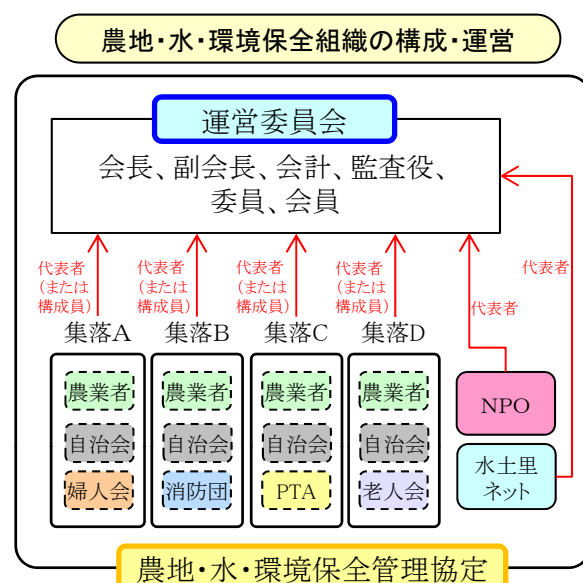 農地・水・環境保全組織の構成・運営
運営委員会
会長、副会長、会計、監査役、
委員、会員
代表者
(または
構成員)
代表者
(または
構成員)
代表者
(または
構成員)
代表者
(または
構成員)
代表者
代表者
集落A
集落B
集落C
集落D
農業者
農業者
農業者
農業者
自治会
自治会
自治会
自治会
婦人会
消防団
PTA
老人会
NPO
水土里
ネット
農地・水・環境保全管理協定